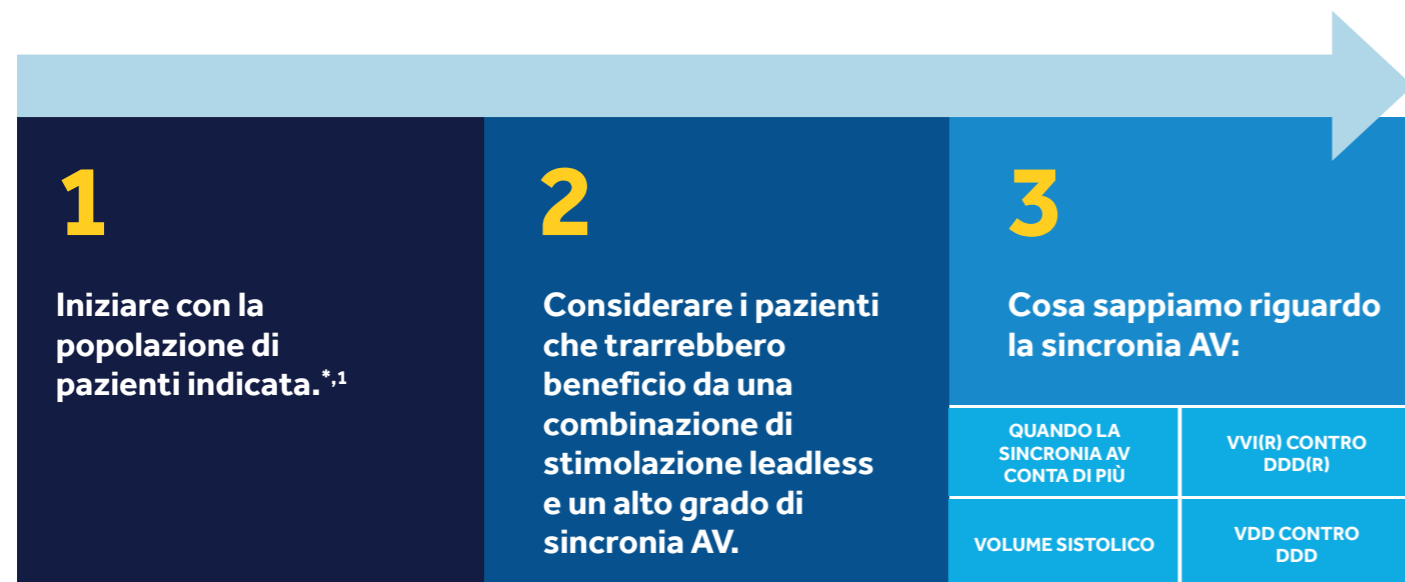 1
Iniziare con la
popolazione di
pazienti indicata.*,1
2
Considerare i pazienti
che trarrebbero
beneficio da una
combinazione di
stimolazione leadless
e un alto grado di
sincronia AV.
3
Cosa sappiamo riguardo
la sincronia AV:
QUANDO LA
SINCRONIA AV
CONTA DI PIÙ
VVI(R) CONTRO
DDD(R)
VOLUME SISTOLICO
VDD CONTRO
DDD